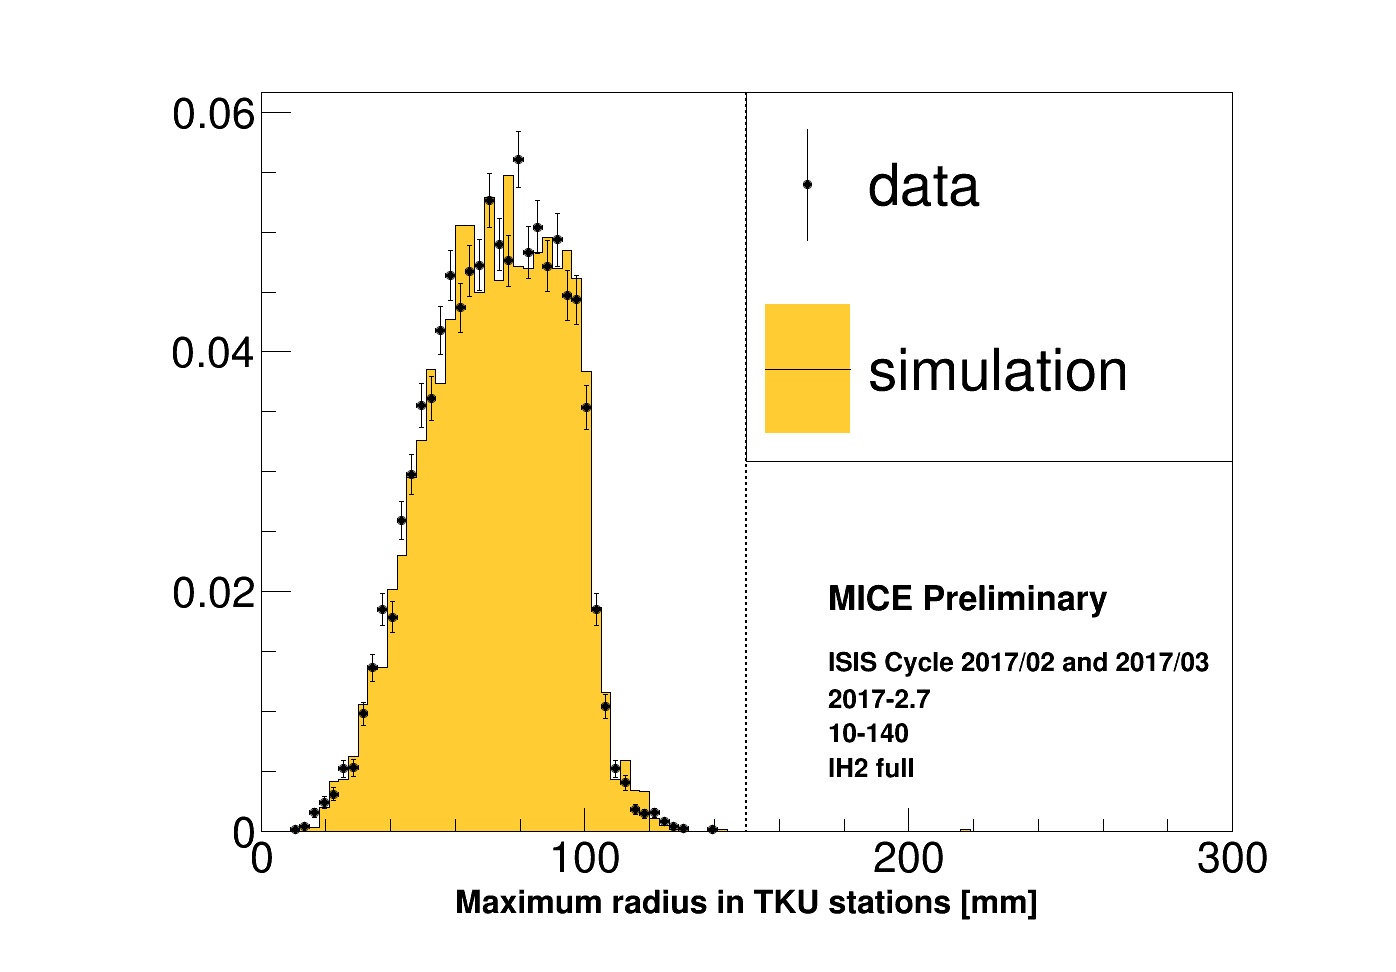 0.06
0.04
0.02
0
0
100
200
300
Maximum radius in TKU stations [mm]
data
simulation
MICE Preliminary
ISIS Cycle 2017/02 and 2017/03
2017-2.7
10-140
lH2 full